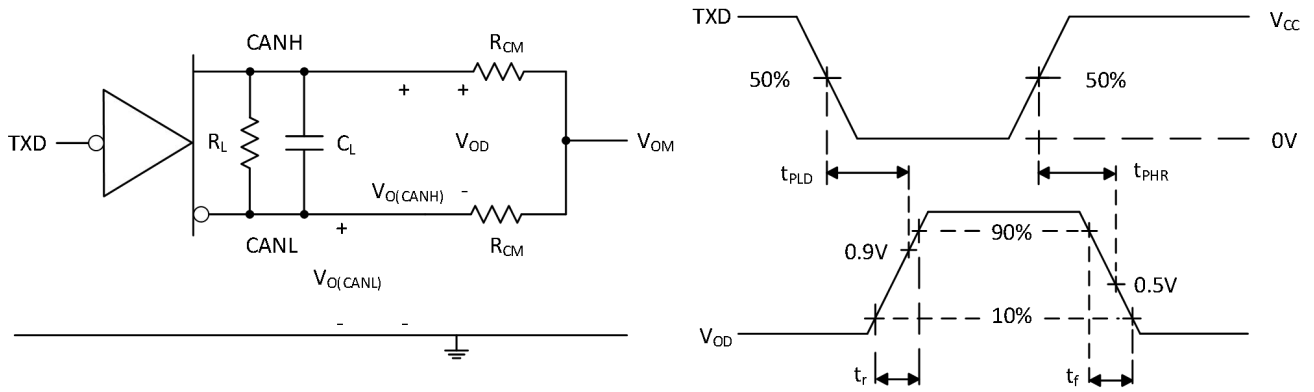 CANH
R_CM
+ +
TXD
R_L
C_L
V_OD
V_OM
V_O(CANH)
-
+
CANL
R_CM
V_O(CANL)
- -
TXD
V_CC
50%
50%
0V
t_PLD
t_PHR
90%
0.9V
0.5V
10%
V_OD
t_r
t_f